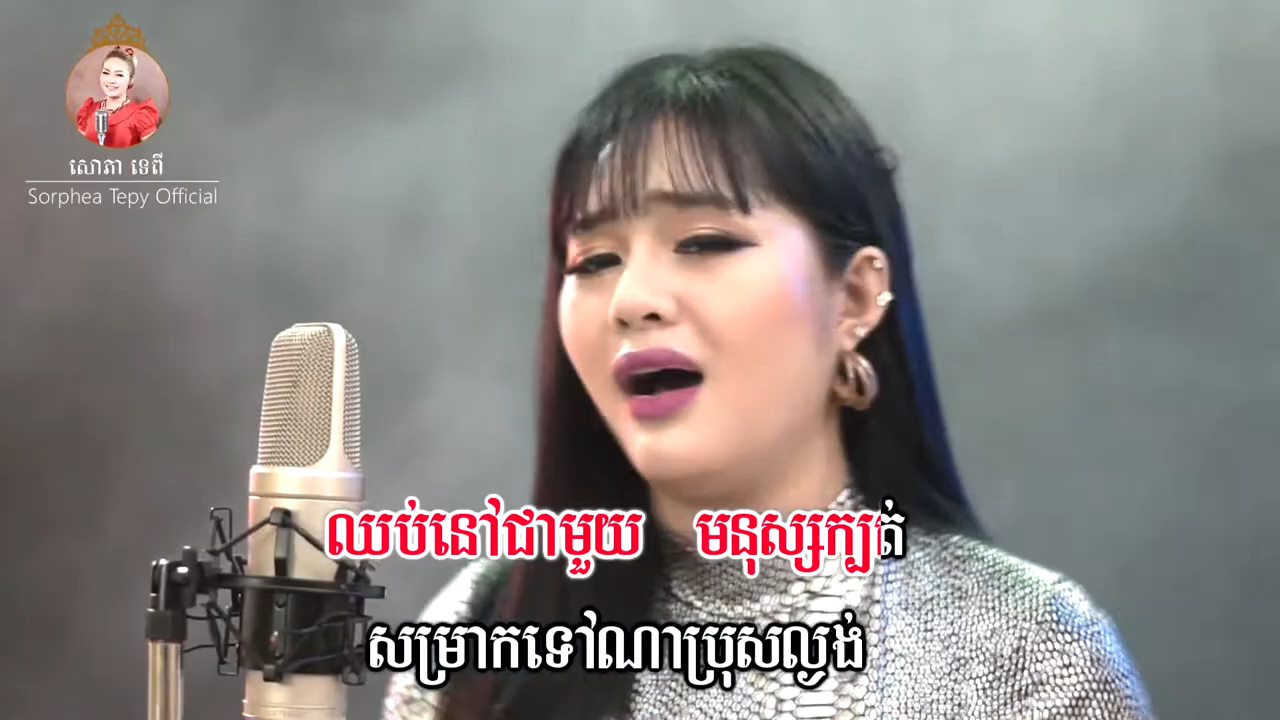 សោភា ទេពី
Sorphea Tepy Official
ឈប់នៅជាមួយ មនុស្សក្បត់
សម្រាកទៅណាប្រុសល្ងង់